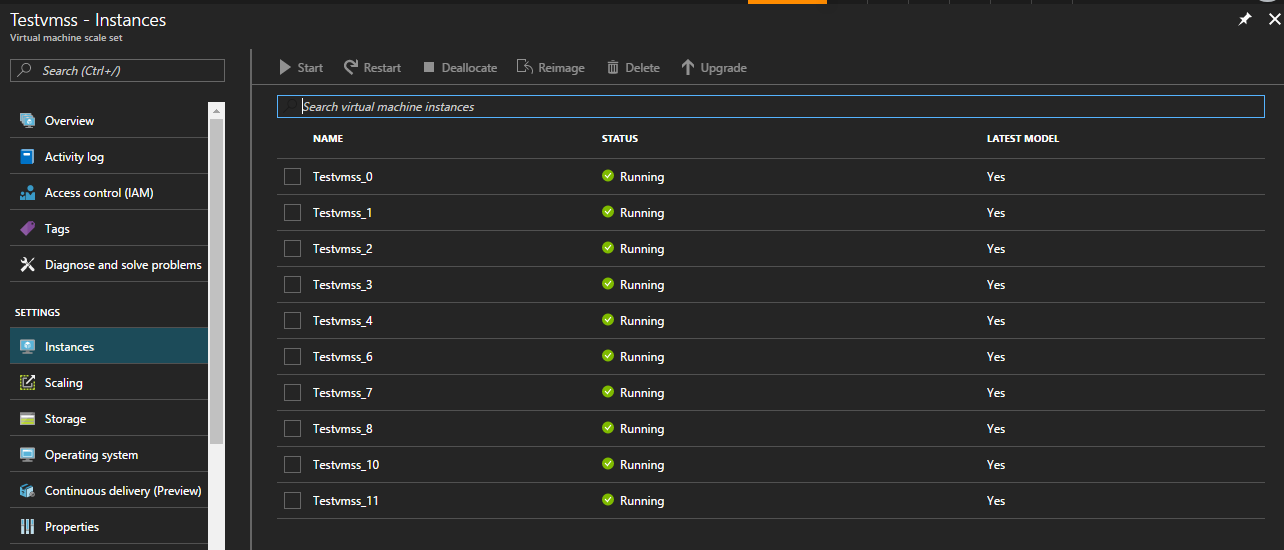 Testvmss - Instances
Virtual machine scale set
Search (Ctrl+/)
Overview
Activity log
Access control (IAM)
Tags
Diagnose and solve problems
SETTINGS
Instances
Scaling
Storage
Operating system
Continuous delivery (Preview)
Properties
Start Restart Deallocate Reimage Delete Upgrade
Search virtual machine instances
NAME STATUS LATEST MODEL
Testvmss_0 Running Yes
Testvmss_1 Running Yes
Testvmss_2 Running Yes
Testvmss_3 Running Yes
Testvmss_4 Running Yes
Testvmss_6 Running Yes
Testvmss_7 Running Yes
Testvmss_8 Running Yes
Testvmss_10 Running Yes
Testvmss_11 Running Yes